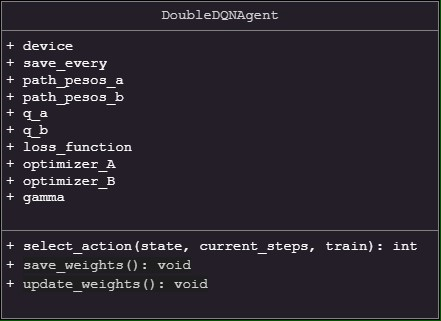 DoubleDQNAgent
+ device
+ save_every
+ path_pesos_a
+ path_pesos_b
+ q_a
+ q_b
+ loss_function
+ optimizer_A
+ optimizer_B
+ gamma
+ select_action(state, current_steps, train): int
+ save_weights(): void
+ update_weights(): void